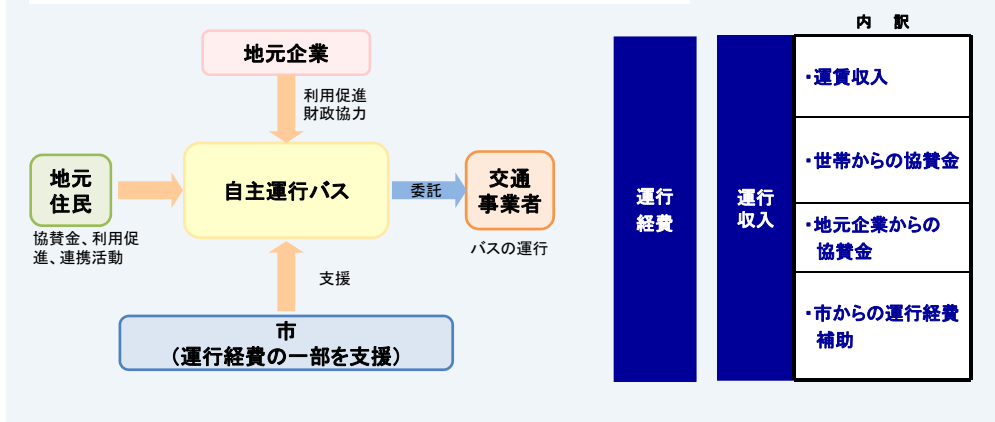 地元企業
利用促進
財政協力
地元
住民
協賛金、利用促
進、連携活動
自主運行バス
委託
交通
事業者
バスの運行
支援
市
（運行経費の一部を支援）
内　訳
運行
経費
運行
収入
・運賃収入
・世帯からの協賛金
・地元企業からの
協賛金
・市からの運行経費
補助